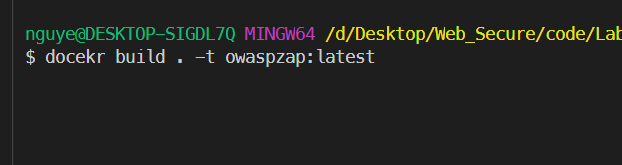 nguye@DESKTOP-SIGDL7Q MINGW64 /d/Desktop/Web_Secure/code/Lab
$ docekr build . -t owaspzap:latest